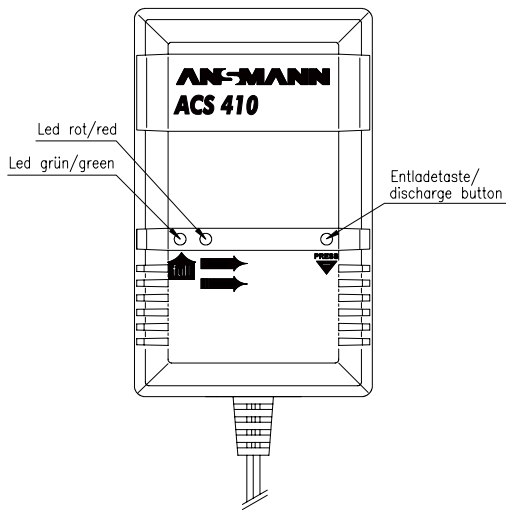 ANSMANN
ACS 410
Led rot/red
Led grün/green
Entladetaste/
discharge button
full
PRESS